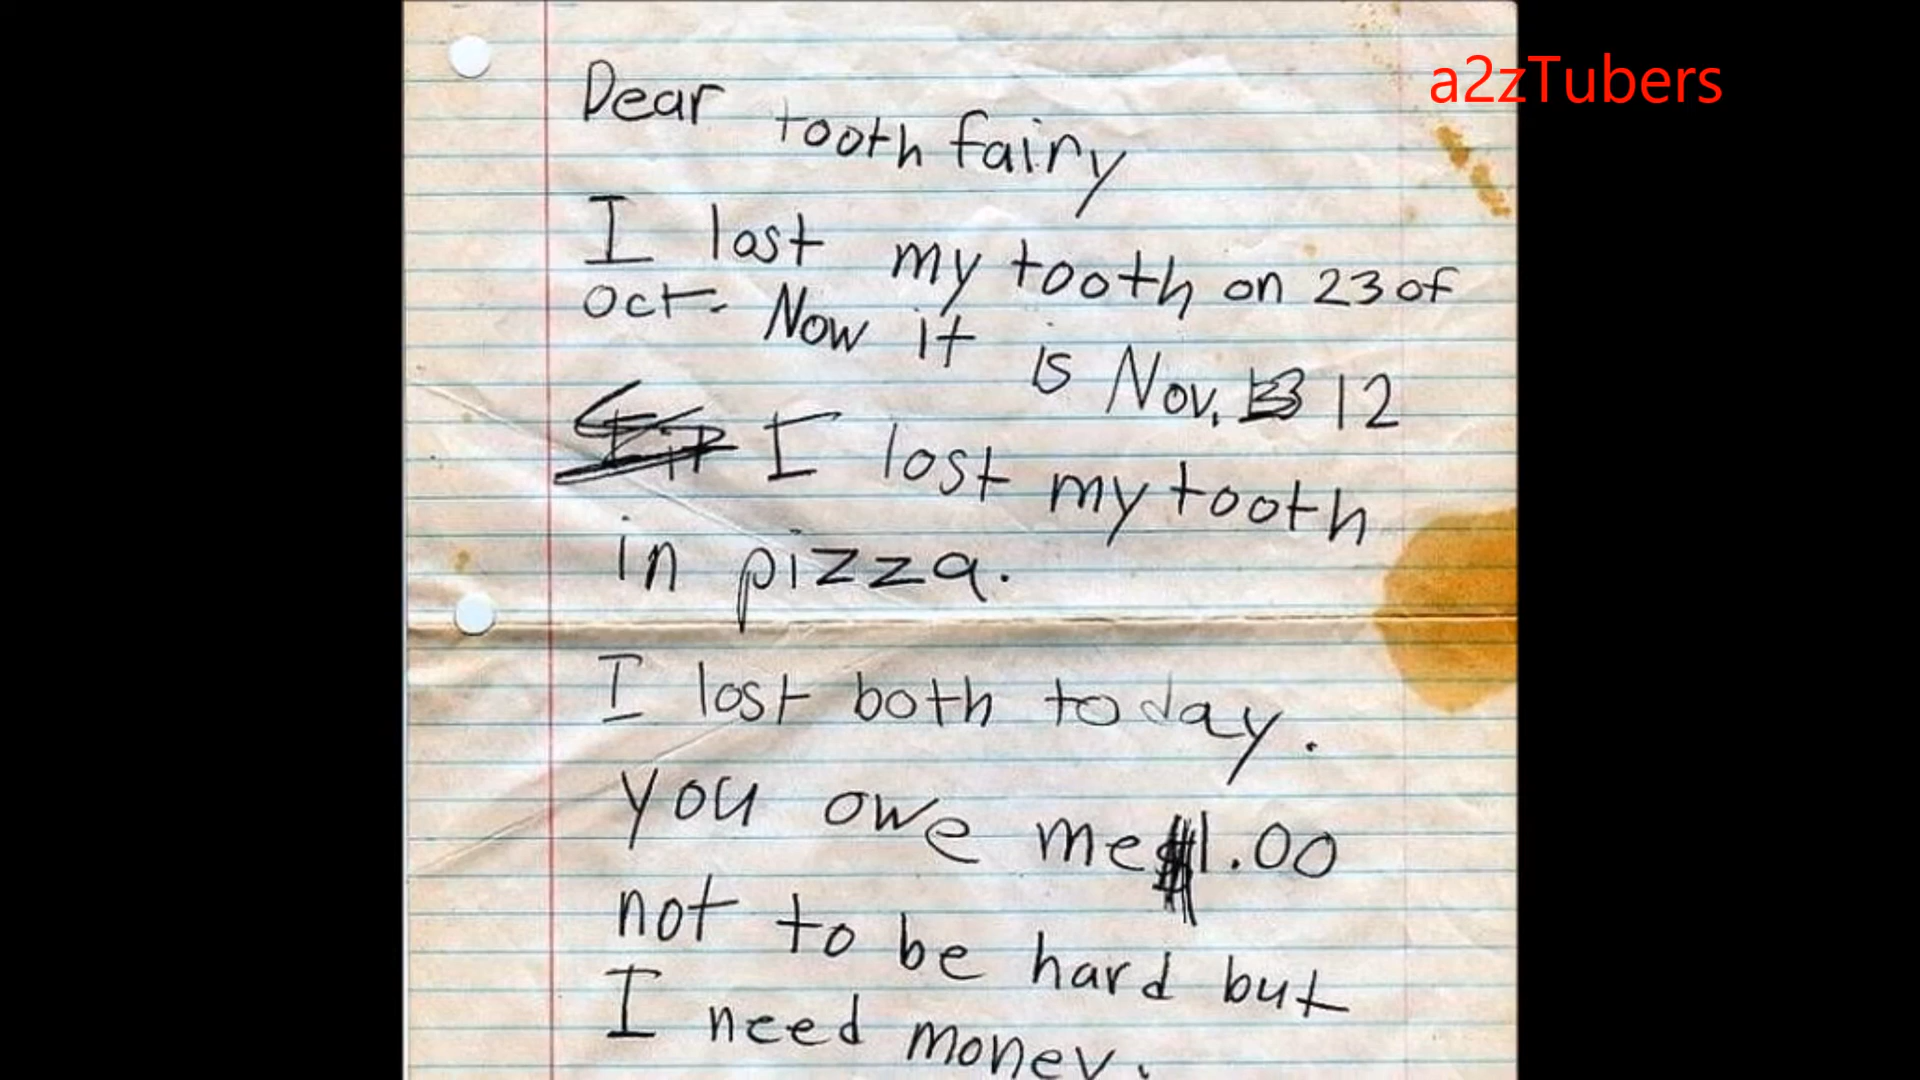 a2zTubers
Dear tooth fairy
I lost my tooth on 23 of
oct. Now it is Nov. 12
I lost my tooth
in pizza.
I lost both today.
you owe me $1.00
not to be hard but
I need money.